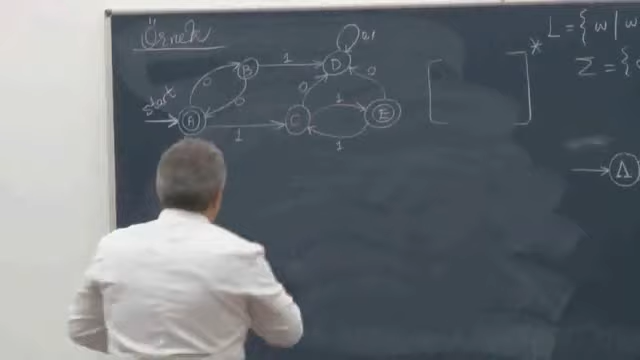 Örnek
L = { w | w
Σ = {
*
start
A
B
C
D
E
0
0
1
1
0
1
1
0
0,1
Λ